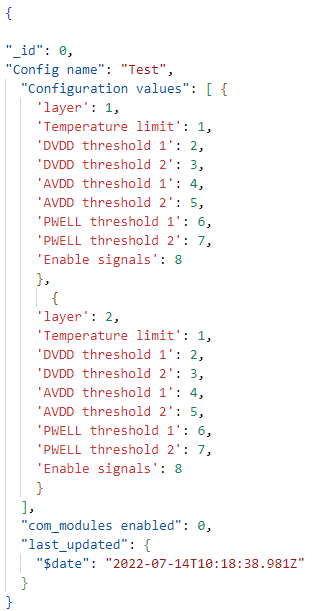 {
"_id": 0,
"Config name": "Test",
"Configuration values": [ {
'layer': 1,
'Temperature limit': 1,
'DVDD threshold 1': 2,
'DVDD threshold 2': 3,
'AVDD threshold 1': 4,
'AVDD threshold 2': 5,
'PWELL threshold 1': 6,
'PWELL threshold 2': 7,
'Enable signals': 8
},
{
'layer': 2,
'Temperature limit': 1,
'DVDD threshold 1': 2,
'DVDD threshold 2': 3,
'AVDD threshold 1': 4,
'AVDD threshold 2': 5,
'PWELL threshold 1': 6,
'PWELL threshold 2': 7,
'Enable signals': 8
}
],
"com_modules enabled": 0,
"last_updated": {
"$date": "2022-07-14T10:18:38.981Z"
}
}